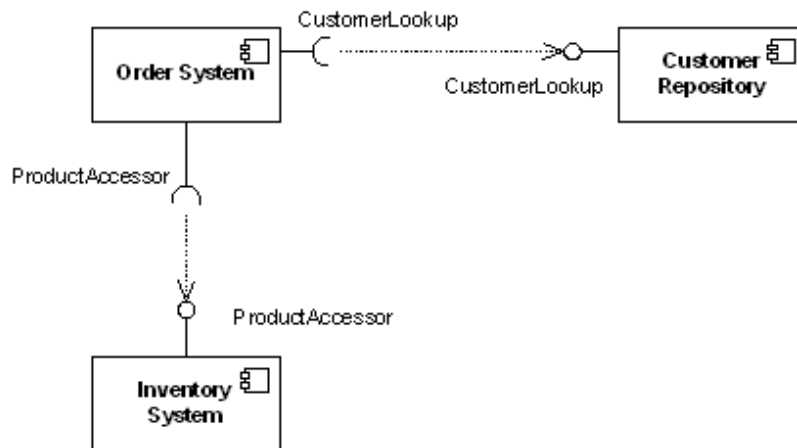 CustomerLookup
Order System
CustomerLookup
Customer
Repository
ProductAccessor
ProductAccessor
Inventory
System